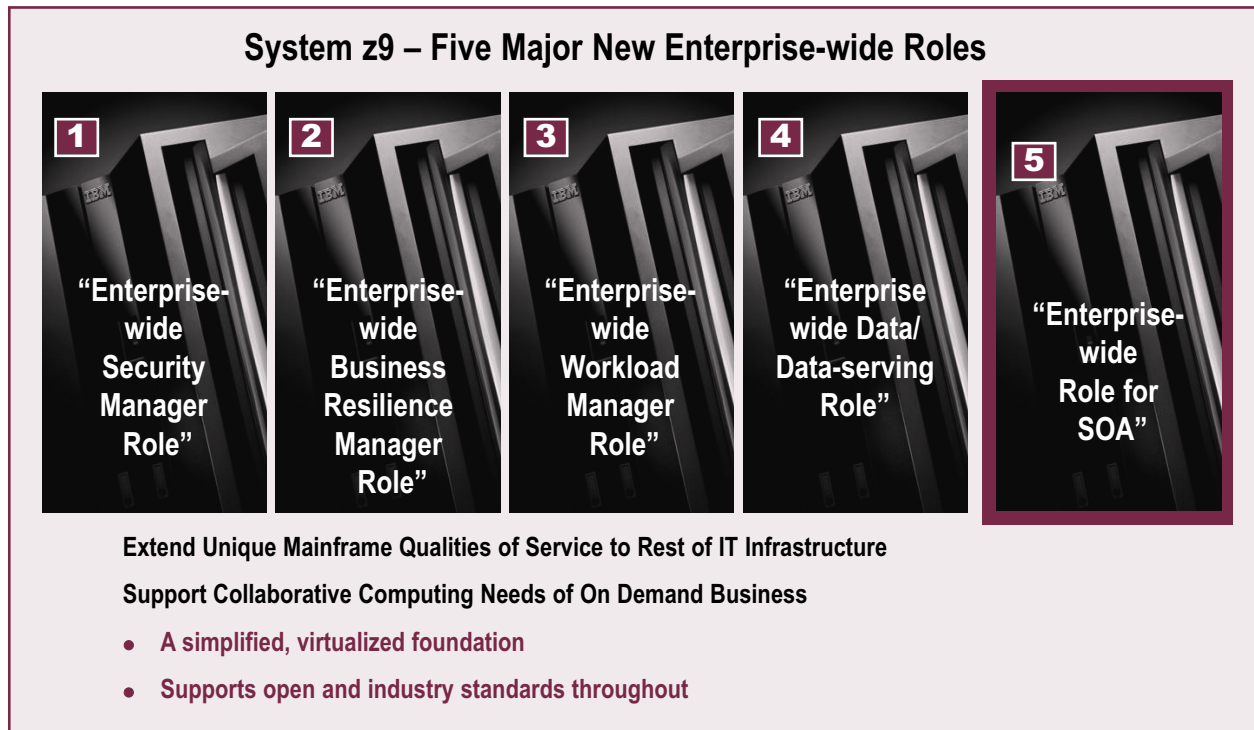 System z9 – Five Major New Enterprise-wide Roles
1
IBM
“Enterprise-
wide
Security
Manager
Role”
2
IBM
“Enterprise-
wide
Business
Resilience
Manager
Role”
3
IBM
“Enterprise-
wide
Workload
Manager
Role”
4
IBM
“Enterprise
wide Data/
Data-serving
Role”
5
IBM
“Enterprise-
wide
Role for
SOA”
Extend Unique Mainframe Qualities of Service to Rest of IT Infrastructure
Support Collaborative Computing Needs of On Demand Business
• A simplified, virtualized foundation
• Supports open and industry standards throughout